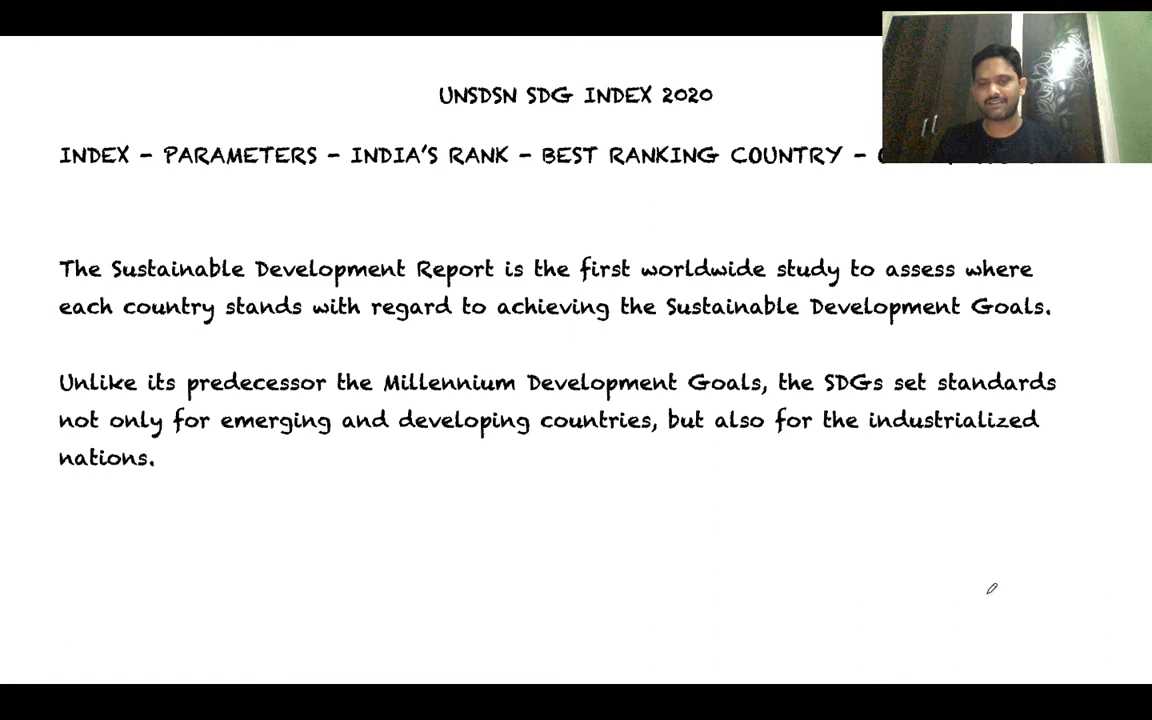 UNSDSN SDG INDEX 2020
INDEX - PARAMETERS - INDIA'S RANK - BEST RANKING COUNTRY -
The Sustainable Development Report is the first worldwide study to assess where
each country stands with regard to achieving the Sustainable Development Goals.
Unlike its predecessor the Millennium Development Goals, the SDGs set standards
not only for emerging and developing countries, but also for the industrialized
nations.